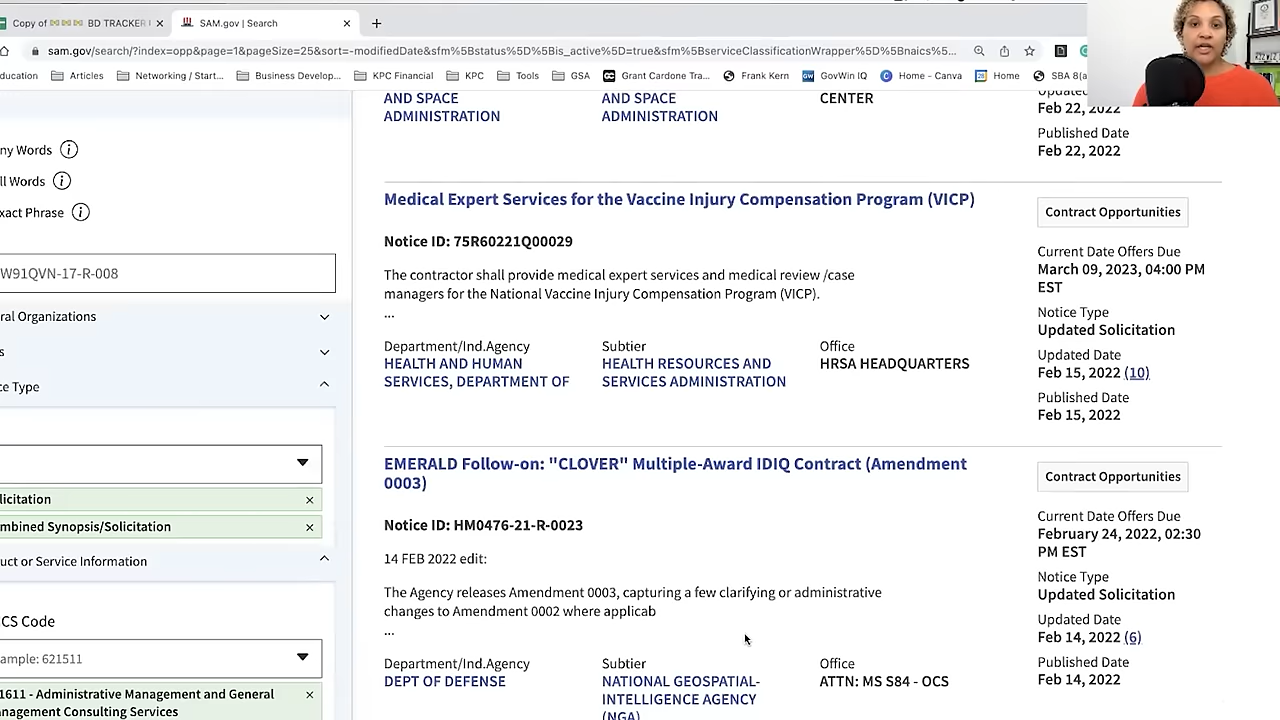 Copy of BD TRACKER
SAM.gov | Search
sam.gov/search/?index=opp&page=1&pageSize=25&sort=-modifiedDate&sfm%5Bstatus%5D%5Bis_active%5D=true&sfm%5BserviceClassificationWrapper%5D%5Bnaics%5...
ducation
Articles
Networking / Start...
Business Develop...
KPC Financial
KPC
Tools
GSA
Grant Cardone Tra...
Frank Kern
GovWin IQ
Home - Canva
Home
SBA 8(a
ny Words
ll Words
xact Phrase
W91QVN-17-R-008
ral Organizations
s
ce Type
licitation
mbined Synopsis/Solicitation
uct or Service Information
CS Code
ample: 621511
1611 - Administrative Management and General
nagement Consulting Services
AND SPACE
ADMINISTRATION
AND SPACE
ADMINISTRATION
CENTER
Updated
Feb 22, 2022
Published Date
Feb 22, 2022
Medical Expert Services for the Vaccine Injury Compensation Program (VICP)
Notice ID: 75R60221Q00029
The contractor shall provide medical expert services and medical review /case
managers for the National Vaccine Injury Compensation Program (VICP).
...
Department/Ind.Agency
HEALTH AND HUMAN
SERVICES, DEPARTMENT OF
Subtier
HEALTH RESOURCES AND
SERVICES ADMINISTRATION
Office
HRSA HEADQUARTERS
Contract Opportunities
Current Date Offers Due
March 09, 2023, 04:00 PM
EST
Notice Type
Updated Solicitation
Updated Date
Feb 15, 2022 (10)
Published Date
Feb 15, 2022
EMERALD Follow-on: "CLOVER" Multiple-Award IDIQ Contract (Amendment
0003)
Notice ID: HM0476-21-R-0023
14 FEB 2022 edit:
The Agency releases Amendment 0003, capturing a few clarifying or administrative
changes to Amendment 0002 where applicab
...
Department/Ind.Agency
DEPT OF DEFENSE
Subtier
NATIONAL GEOSPATIAL-
INTELLIGENCE AGENCY
(NGA)
Office
ATTN: MS S84 - OCS
Contract Opportunities
Current Date Offers Due
February 24, 2022, 02:30
PM EST
Notice Type
Updated Solicitation
Updated Date
Feb 14, 2022 (6)
Published Date
Feb 14, 2022